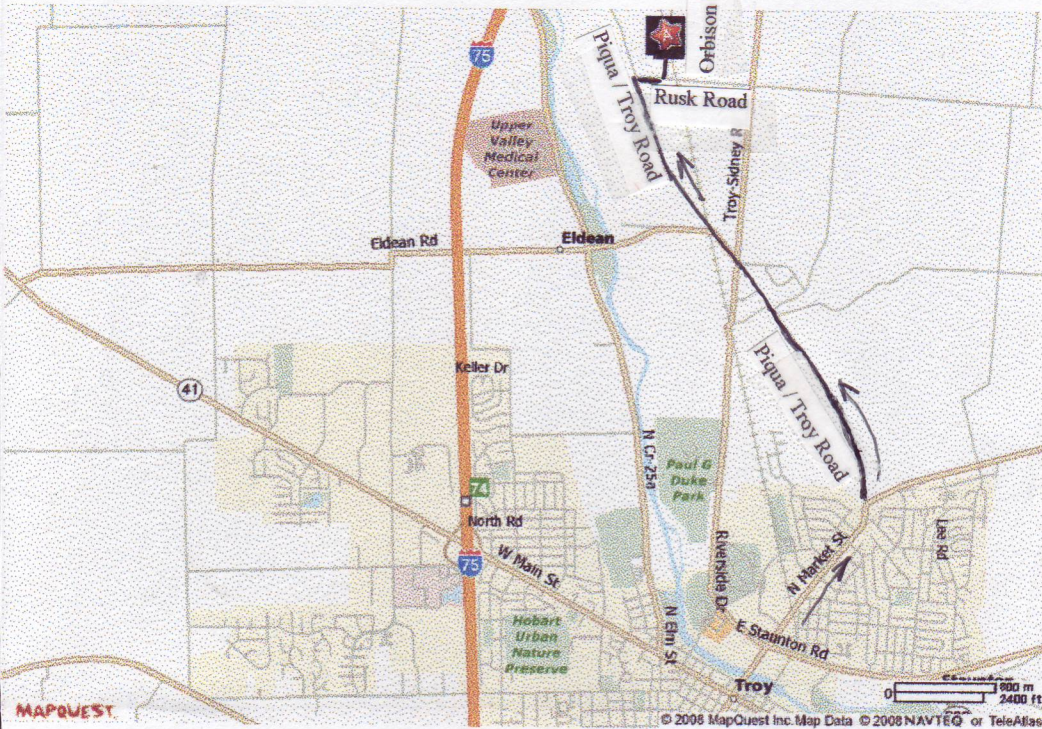 Orbison
75
A
Piqua / Troy Road
Rusk Road
Upper
Valley
Medical
Center
Troy-Sidney R
Eldean Rd
Eldean
Keller Dr
41
Piqua / Troy Road
N Cr-25a
Paul G
Duke
Park
74
North Rd
Lee Rd
W Main St
75
Riverside Dr
N Market St
Hobart
Urban
Nature
Preserve
N Elm St
E Staunton Rd
Troy
0
800 m
2400 ft
MAPQUEST.
© 2008 MapQuest Inc. Map Data © 2008 NAVTEQ or TeleAtlas